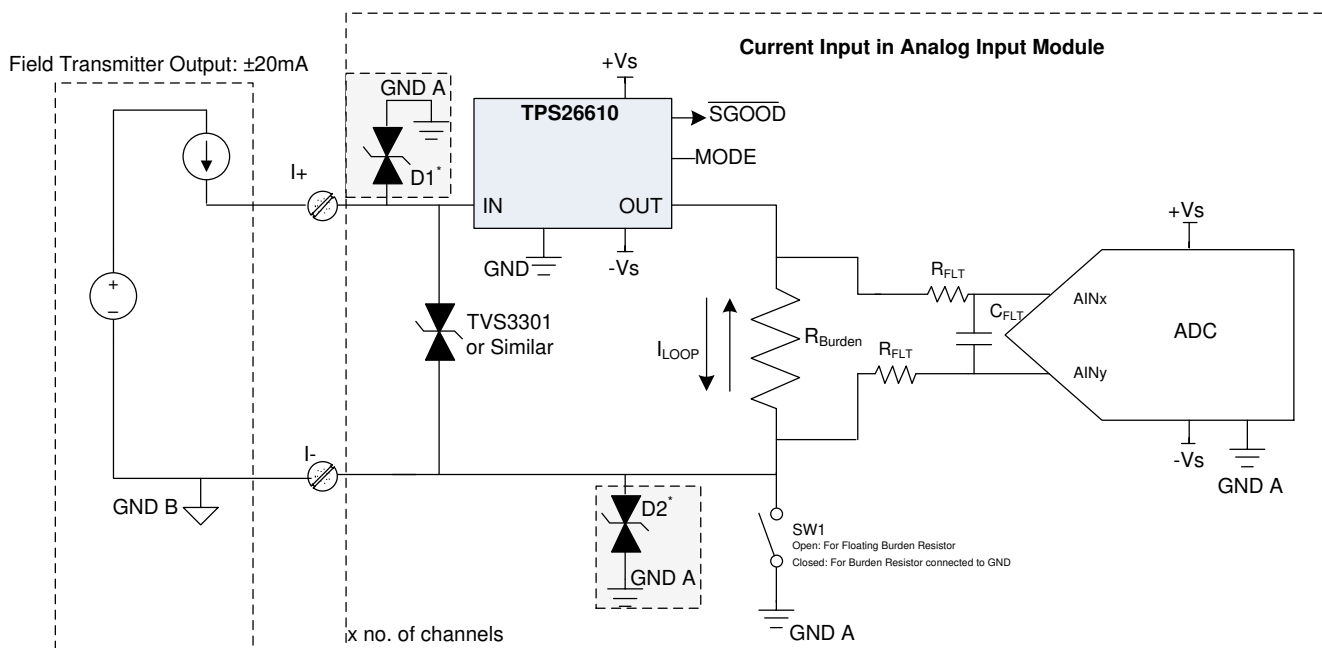 Current Input in Analog Input Module
Field Transmitter Output: ±20mA
+Vs
GND A
TPS26610
SGOOD
MODE
D1*
I+
IN
OUT
+Vs
GND
-Vs
RFLT
AINx
CFLT
+
–
TVS3301
or Similar
ILOOP
RBurden
ADC
RFLT
AINy
I-
-Vs
GND A
GND B
D2*
SW1
Open: For Floating Burden Resistor
Closed: For Burden Resistor connected to GND
GND A
GND A
x no. of channels